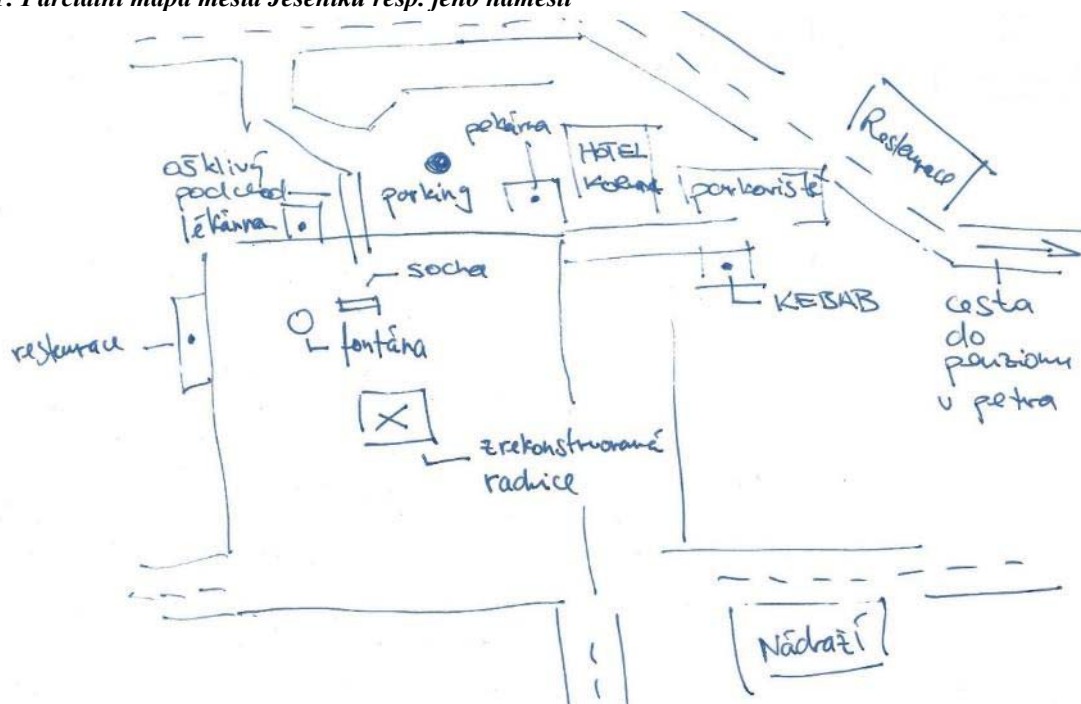 Parciální mapa města Jeseníku resp. jeho náměstí
pekárna
HOTEL
Restaurace
ošklivý
podchod
lékárna
parking
parkoviště
socha
KEBAB
restaurace
fontána
cesta
do
penzionu
u petra
zrekonstruovaná
radnice
Nádraží